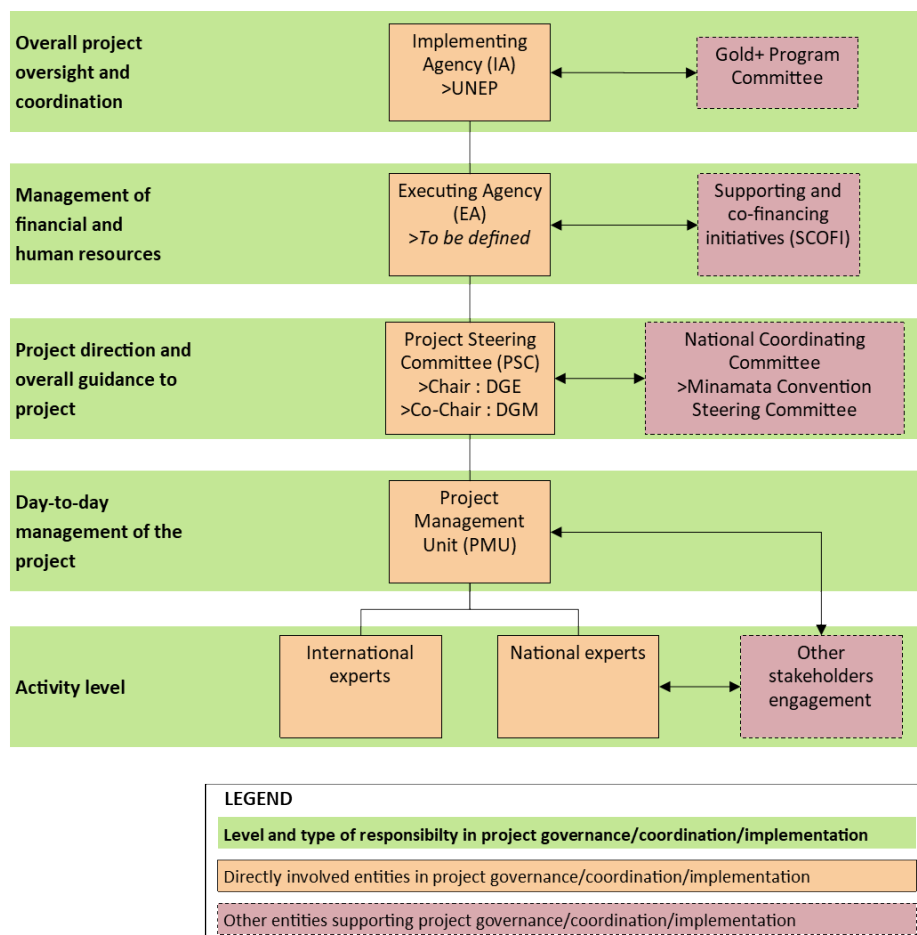 Overall project
oversight and
coordination
Implementing
Agency (IA)
>UNEP
Gold+ Program
Committee
Management of
financial and
human resources
Executing Agency
(EA)
>To be defined
Supporting and
co-financing
initiatives (SCOFI)
Project direction and
overall guidance to
project
Project Steering
Committee (PSC)
>Chair : DGE
>Co-Chair : DGM
National Coordinating
Committee
>Minamata Convention
Steering Committee
Day-to-day
management of the
project
Project
Management
Unit (PMU)
Activity level
International
experts
National experts
Other
stakeholders
engagement
LEGEND
Level and type of responsibilty in project governance/coordination/implementation
Directly involved entities in project governance/coordination/implementation
Other entities supporting project governance/coordination/implementation